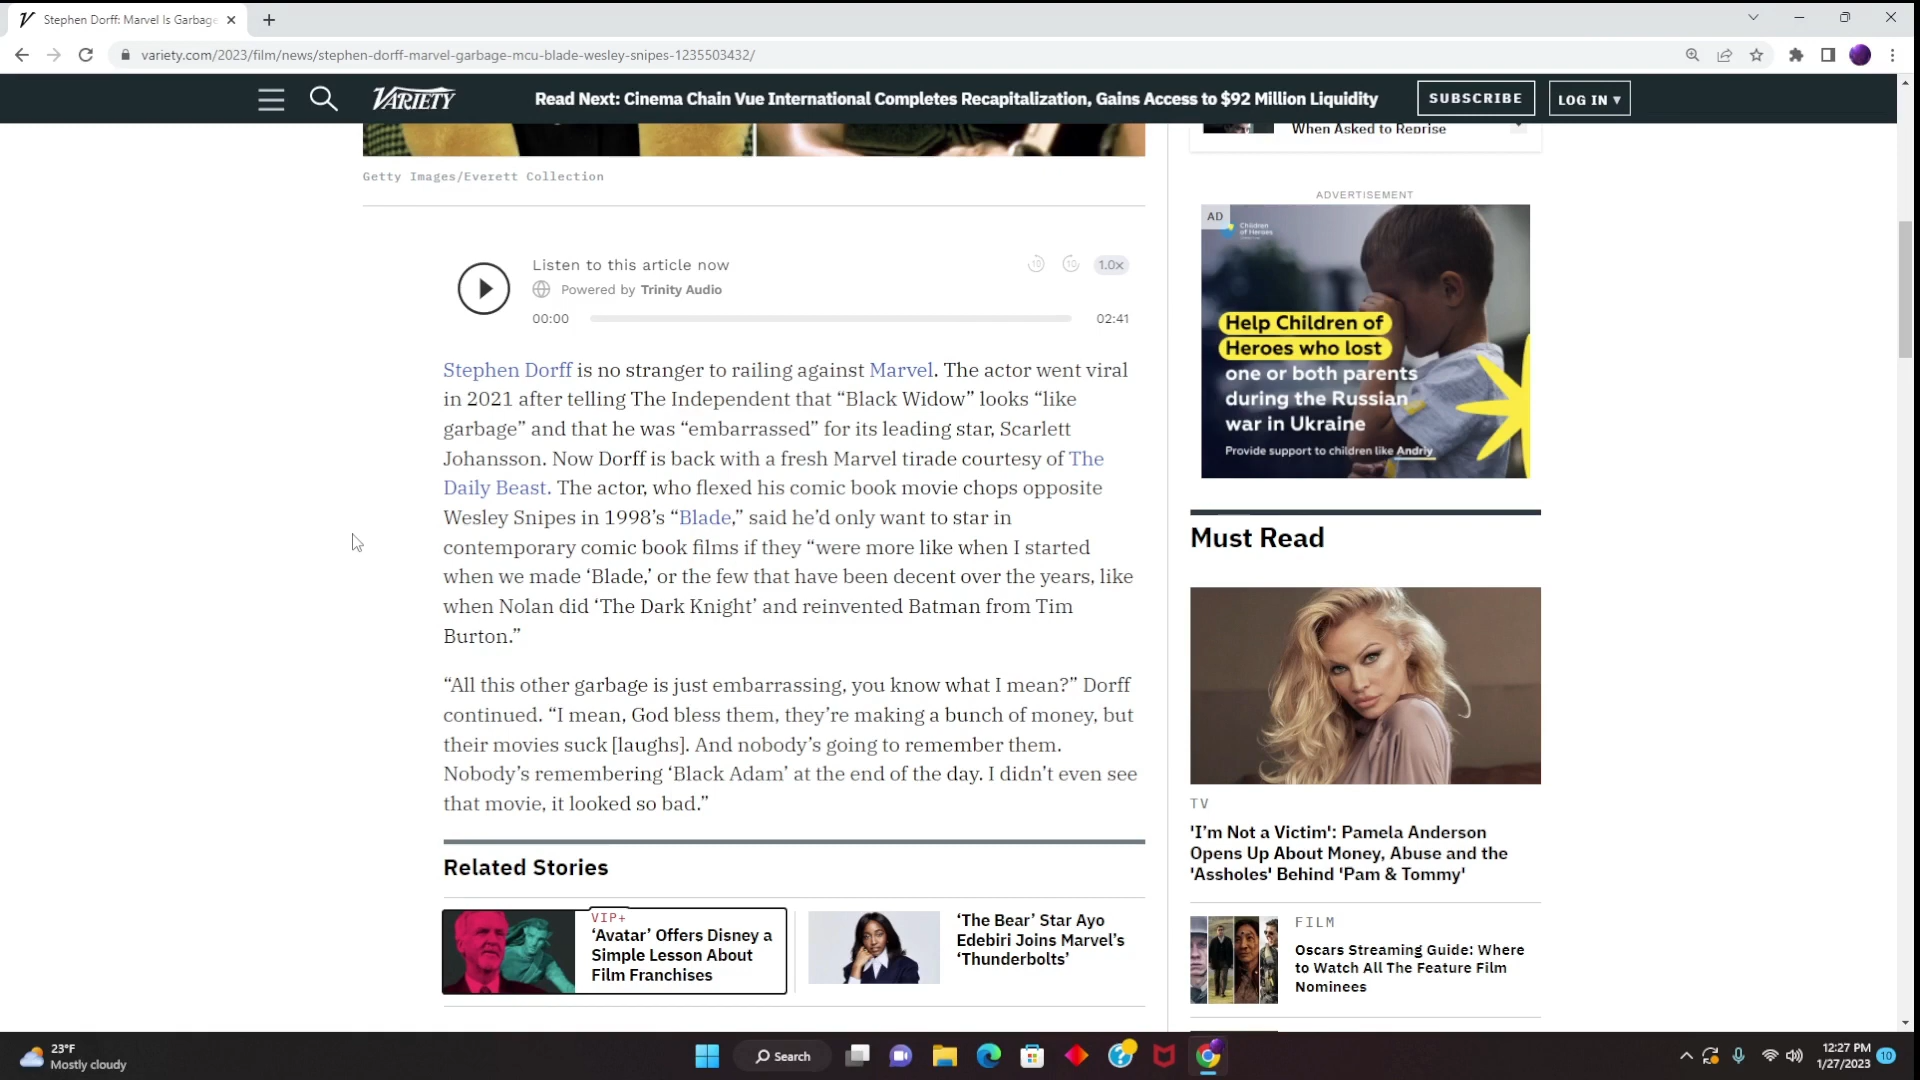 Stephen Dorff: Marvel Is Garbage
variety.com/2023/film/news/stephen-dorff-marvel-garbage-mcu-blade-wesley-snipes-1235503432/
VARIETY
Read Next: Cinema Chain Vue International Completes Recapitalization, Gains Access to $92 Million Liquidity
SUBSCRIBE
LOG IN ▾
Getty Images/Everett Collection
Listen to this article now
10
10
1.0x
Powered by Trinity Audio
00:00
02:41
Stephen Dorff is no stranger to railing against Marvel. The actor went viral
in 2021 after telling The Independent that “Black Widow” looks “like
garbage” and that he was “embarrassed” for its leading star, Scarlett
Johansson. Now Dorff is back with a fresh Marvel tirade courtesy of The
Daily Beast. The actor, who flexed his comic book movie chops opposite
Wesley Snipes in 1998’s “Blade,” said he’d only want to star in
contemporary comic book films if they “were more like when I started
when we made ‘Blade,’ or the few that have been decent over the years, like
when Nolan did ‘The Dark Knight’ and reinvented Batman from Tim
Burton.”
“All this other garbage is just embarrassing, you know what I mean?” Dorff
continued. “I mean, God bless them, they’re making a bunch of money, but
their movies suck [laughs]. And nobody’s going to remember them.
Nobody’s remembering ‘Black Adam’ at the end of the day. I didn’t even see
that movie, it looked so bad.”
Related Stories
VIP+
‘Avatar’ Offers Disney a
Simple Lesson About
Film Franchises
‘The Bear’ Star Ayo
Edebiri Joins Marvel’s
‘Thunderbolts’
When Asked to Reprise
ADVERTISEMENT
AD
Children
of Heroes
Help Children of
Heroes who lost
one or both parents
during the Russian
war in Ukraine
Provide support to children like Andriy
Must Read
TV
'I’m Not a Victim': Pamela Anderson
Opens Up About Money, Abuse and the
'Assholes' Behind 'Pam & Tommy'
FILM
Oscars Streaming Guide: Where
to Watch All The Feature Film
Nominees
23°F
Mostly cloudy
Search
12:27 PM
1/27/2023
10